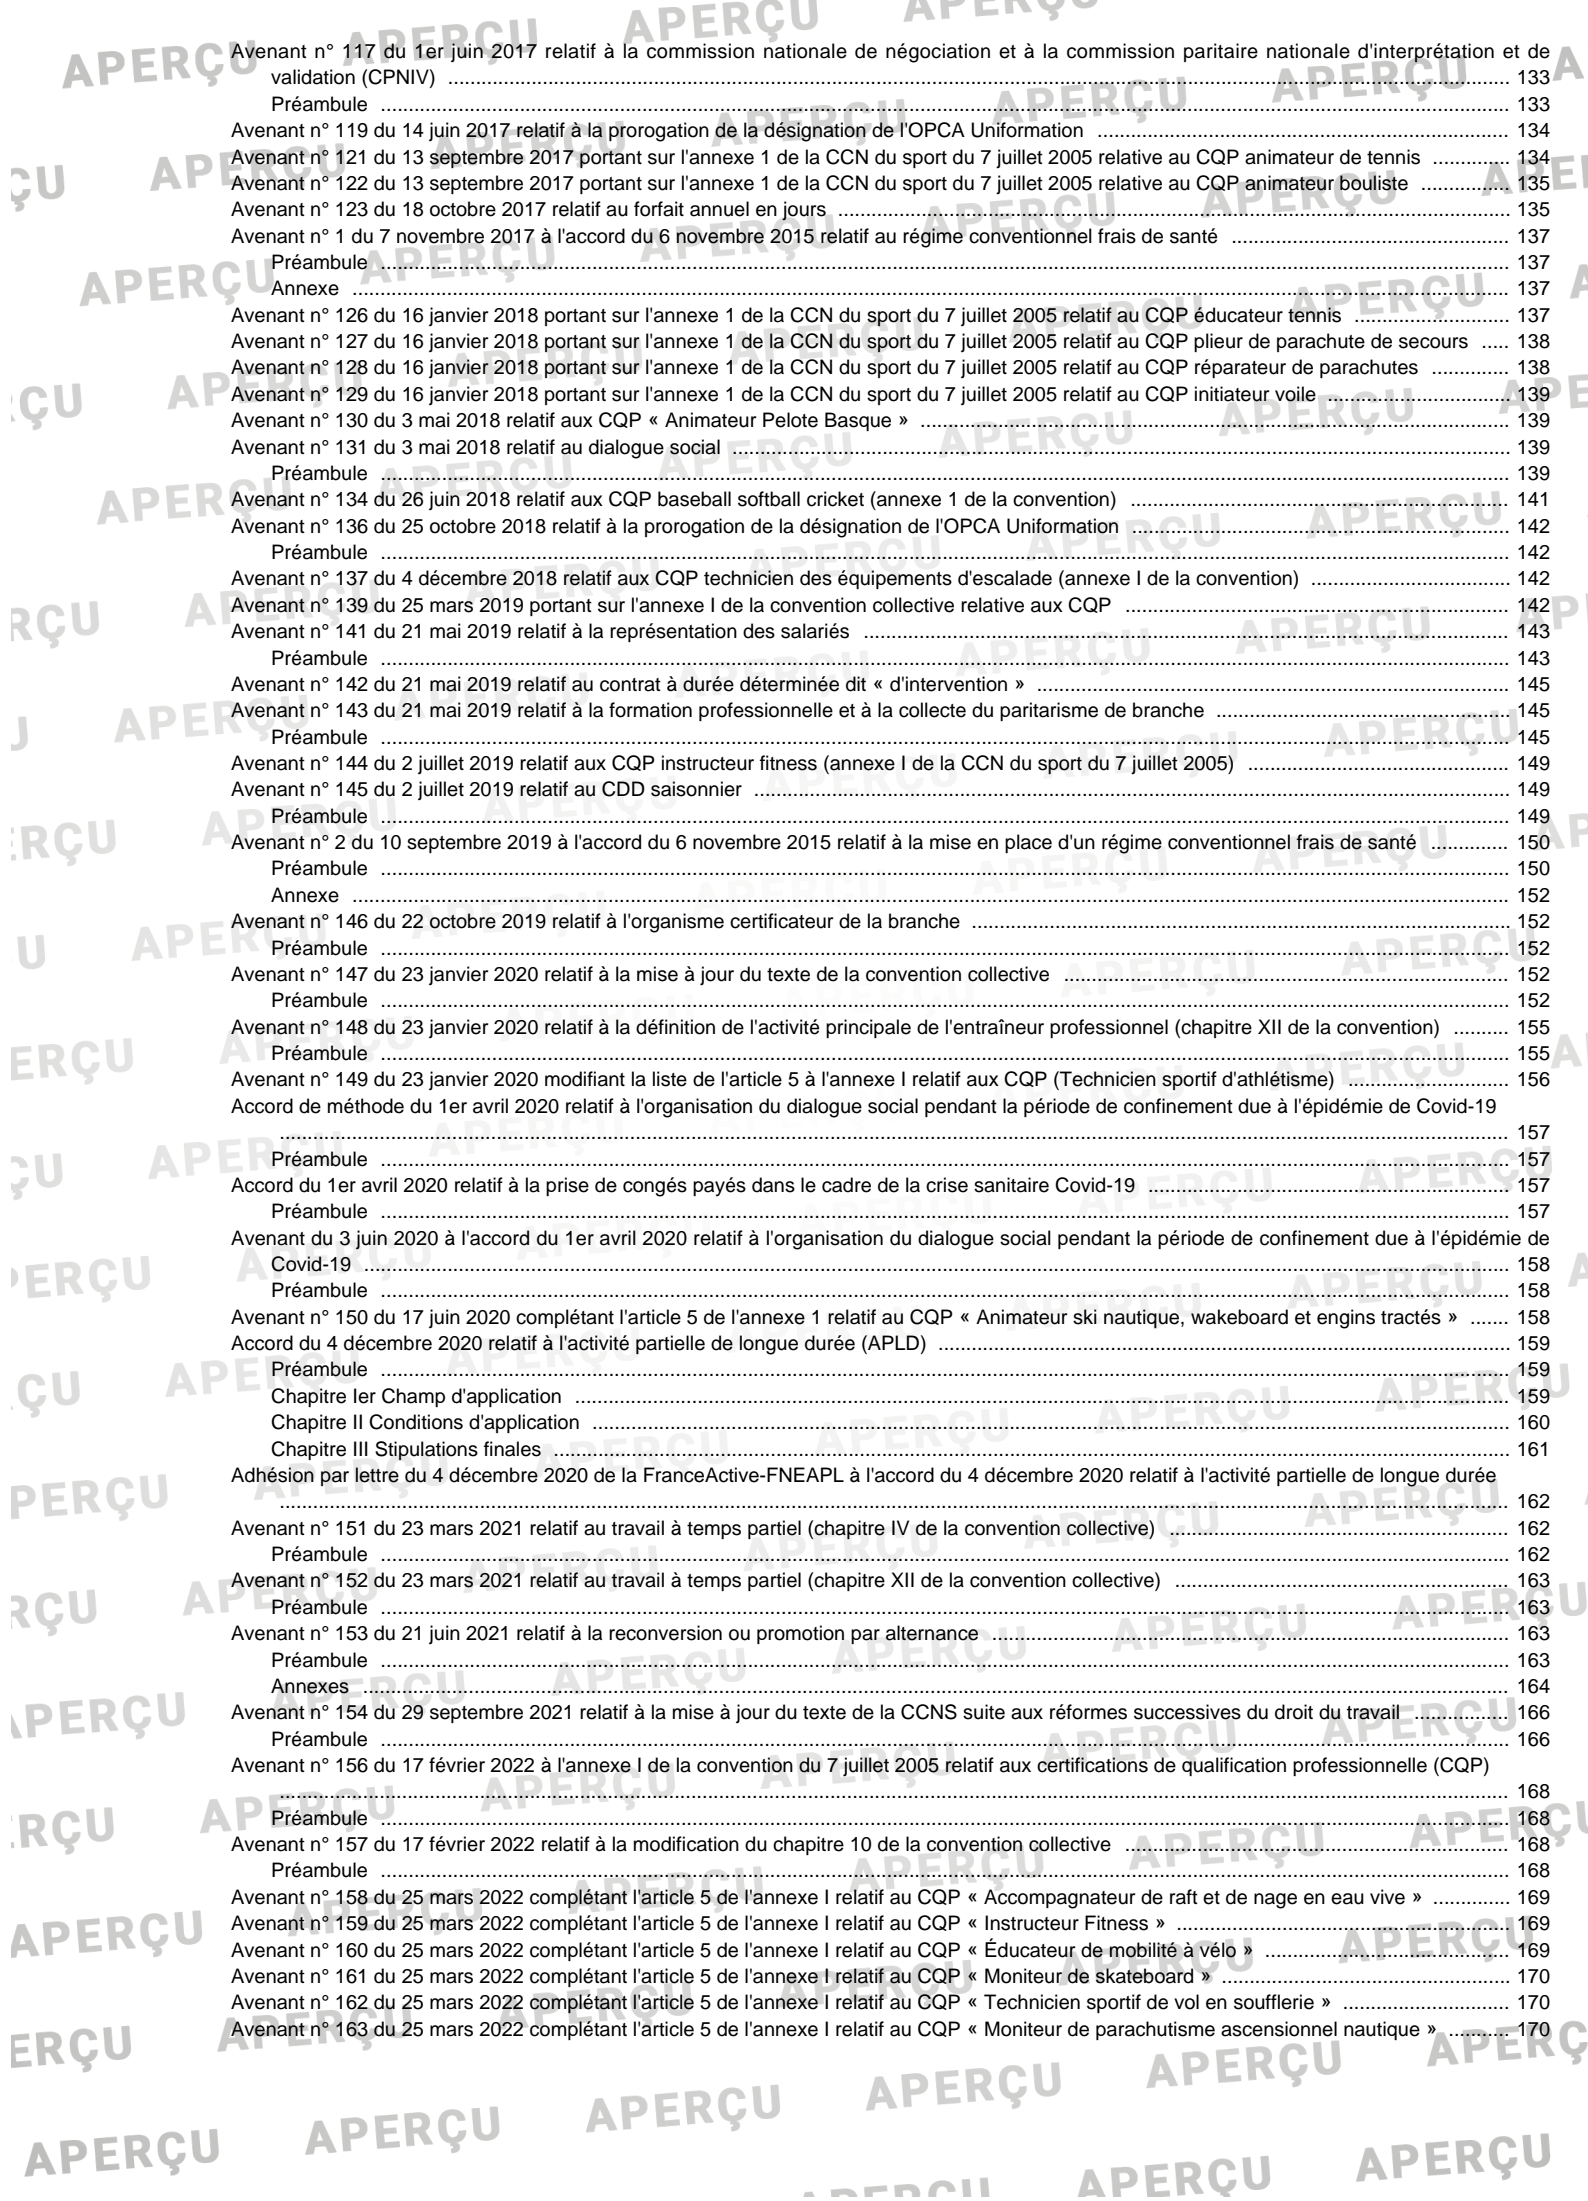 Avenant n° 117 du 1er juin 2017 relatif à la commission nationale de négociation et à la commission paritaire nationale d'interprétation et de
validation (CPNIV) 133
Préambule 133
Avenant n° 119 du 14 juin 2017 relatif à la prorogation de la désignation de l'OPCA Uniformation 134
Avenant n° 121 du 13 septembre 2017 portant sur l'annexe 1 de la CCN du sport du 7 juillet 2005 relative au CQP animateur de tennis 134
Avenant n° 122 du 13 septembre 2017 portant sur l'annexe 1 de la CCN du sport du 7 juillet 2005 relative au CQP animateur bouliste 135
Avenant n° 123 du 18 octobre 2017 relatif au forfait annuel en jours 135
Avenant n° 1 du 7 novembre 2017 à l'accord du 6 novembre 2015 relatif au régime conventionnel frais de santé 137
Préambule 137
Annexe 137
Avenant n° 126 du 16 janvier 2018 portant sur l'annexe 1 de la CCN du sport du 7 juillet 2005 relatif au CQP éducateur tennis 137
Avenant n° 127 du 16 janvier 2018 portant sur l'annexe 1 de la CCN du sport du 7 juillet 2005 relatif au CQP plieur de parachute de secours 138
Avenant n° 128 du 16 janvier 2018 portant sur l'annexe 1 de la CCN du sport du 7 juillet 2005 relatif au CQP réparateur de parachutes 138
Avenant n° 129 du 16 janvier 2018 portant sur l'annexe 1 de la CCN du sport du 7 juillet 2005 relatif au CQP initiateur voile 139
Avenant n° 130 du 3 mai 2018 relatif aux CQP « Animateur Pelote Basque » 139
Avenant n° 131 du 3 mai 2018 relatif au dialogue social 139
Préambule 139
Avenant n° 134 du 26 juin 2018 relatif aux CQP baseball softball cricket (annexe 1 de la convention) 141
Avenant n° 136 du 25 octobre 2018 relatif à la prorogation de la désignation de l'OPCA Uniformation 142
Préambule 142
Avenant n° 137 du 4 décembre 2018 relatif aux CQP technicien des équipements d'escalade (annexe I de la convention) 142
Avenant n° 139 du 25 mars 2019 portant sur l'annexe I de la convention collective relative aux CQP 142
Avenant n° 141 du 21 mai 2019 relatif à la représentation des salariés 143
Préambule 143
Avenant n° 142 du 21 mai 2019 relatif au contrat à durée déterminée dit « d'intervention » 145
Avenant n° 143 du 21 mai 2019 relatif à la formation professionnelle et à la collecte du paritarisme de branche 145
Préambule 145
Avenant n° 144 du 2 juillet 2019 relatif aux CQP instructeur fitness (annexe I de la CCN du sport du 7 juillet 2005) 149
Avenant n° 145 du 2 juillet 2019 relatif au CDD saisonnier 149
Préambule 149
Avenant n° 2 du 10 septembre 2019 à l'accord du 6 novembre 2015 relatif à la mise en place d'un régime conventionnel frais de santé 150
Préambule 150
Annexe 152
Avenant n° 146 du 22 octobre 2019 relatif à l'organisme certificateur de la branche 152
Préambule 152
Avenant n° 147 du 23 janvier 2020 relatif à la mise à jour du texte de la convention collective 152
Préambule 152
Avenant n° 148 du 23 janvier 2020 relatif à la définition de l'activité principale de l'entraîneur professionnel (chapitre XII de la convention) 155
Préambule 155
Avenant n° 149 du 23 janvier 2020 modifiant la liste de l'article 5 à l'annexe I relatif aux CQP (Technicien sportif d'athlétisme) 156
Accord de méthode du 1er avril 2020 relatif à l'organisation du dialogue social pendant la période de confinement due à l'épidémie de Covid-19
157
Préambule 157
Accord du 1er avril 2020 relatif à la prise de congés payés dans le cadre de la crise sanitaire Covid-19 157
Préambule 157
Avenant du 3 juin 2020 à l'accord du 1er avril 2020 relatif à l'organisation du dialogue social pendant la période de confinement due à l'épidémie de
Covid-19 158
Préambule 158
Avenant n° 150 du 17 juin 2020 complétant l'article 5 de l'annexe 1 relatif au CQP « Animateur ski nautique, wakeboard et engins tractés » 158
Accord du 4 décembre 2020 relatif à l'activité partielle de longue durée (APLD) 159
Préambule 159
Chapitre Ier Champ d'application 159
Chapitre II Conditions d'application 160
Chapitre III Stipulations finales 161
Adhésion par lettre du 4 décembre 2020 de la FranceActive-FNEAPL à l'accord du 4 décembre 2020 relatif à l'activité partielle de longue durée
162
Avenant n° 151 du 23 mars 2021 relatif au travail à temps partiel (chapitre IV de la convention collective) 162
Préambule 162
Avenant n° 152 du 23 mars 2021 relatif au travail à temps partiel (chapitre XII de la convention collective) 163
Préambule 163
Avenant n° 153 du 21 juin 2021 relatif à la reconversion ou promotion par alternance 163
Préambule 163
Annexes 164
Avenant n° 154 du 29 septembre 2021 relatif à la mise à jour du texte de la CCNS suite aux réformes successives du droit du travail 166
Préambule 166
Avenant n° 156 du 17 février 2022 à l'annexe I de la convention du 7 juillet 2005 relatif aux certifications de qualification professionnelle (CQP)
168
Préambule 168
Avenant n° 157 du 17 février 2022 relatif à la modification du chapitre 10 de la convention collective 168
Préambule 168
Avenant n° 158 du 25 mars 2022 complétant l'article 5 de l'annexe I relatif au CQP « Accompagnateur de raft et de nage en eau vive » 169
Avenant n° 159 du 25 mars 2022 complétant l'article 5 de l'annexe I relatif au CQP « Instructeur Fitness » 169
Avenant n° 160 du 25 mars 2022 complétant l'article 5 de l'annexe I relatif au CQP « Éducateur de mobilité à vélo » 169
Avenant n° 161 du 25 mars 2022 complétant l'article 5 de l'annexe I relatif au CQP « Moniteur de skateboard » 170
Avenant n° 162 du 25 mars 2022 complétant l'article 5 de l'annexe I relatif au CQP « Technicien sportif de vol en soufflerie » 170
Avenant n° 163 du 25 mars 2022 complétant l'article 5 de l'annexe I relatif au CQP « Moniteur de parachutisme ascensionnel nautique » 170
APERÇU